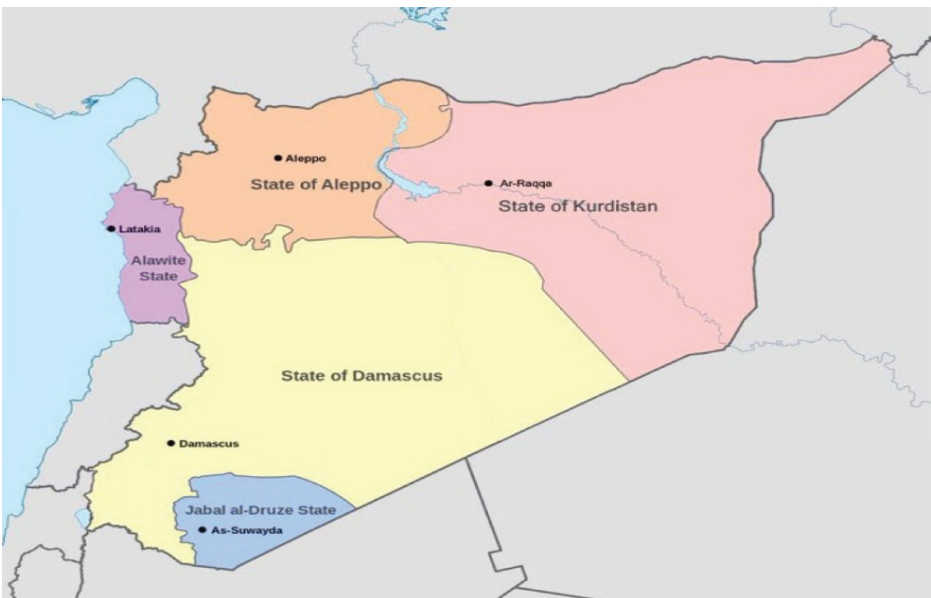 Aleppo
State of Aleppo
Ar-Raqqa
State of Kurdistan
Latakia
Alawite
State
State of Damascus
Damascus
Jabal al-Druze State
As-Suwayda